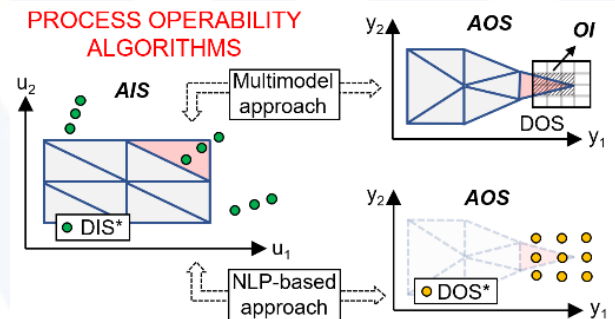 PROCESS OPERABILITY
ALGORITHMS
u2
AIS
DIS*
u1
Multimodel
approach
NLP-based
approach
y2
AOS
OI
DOS
y1
y2
AOS
DOS*
y1